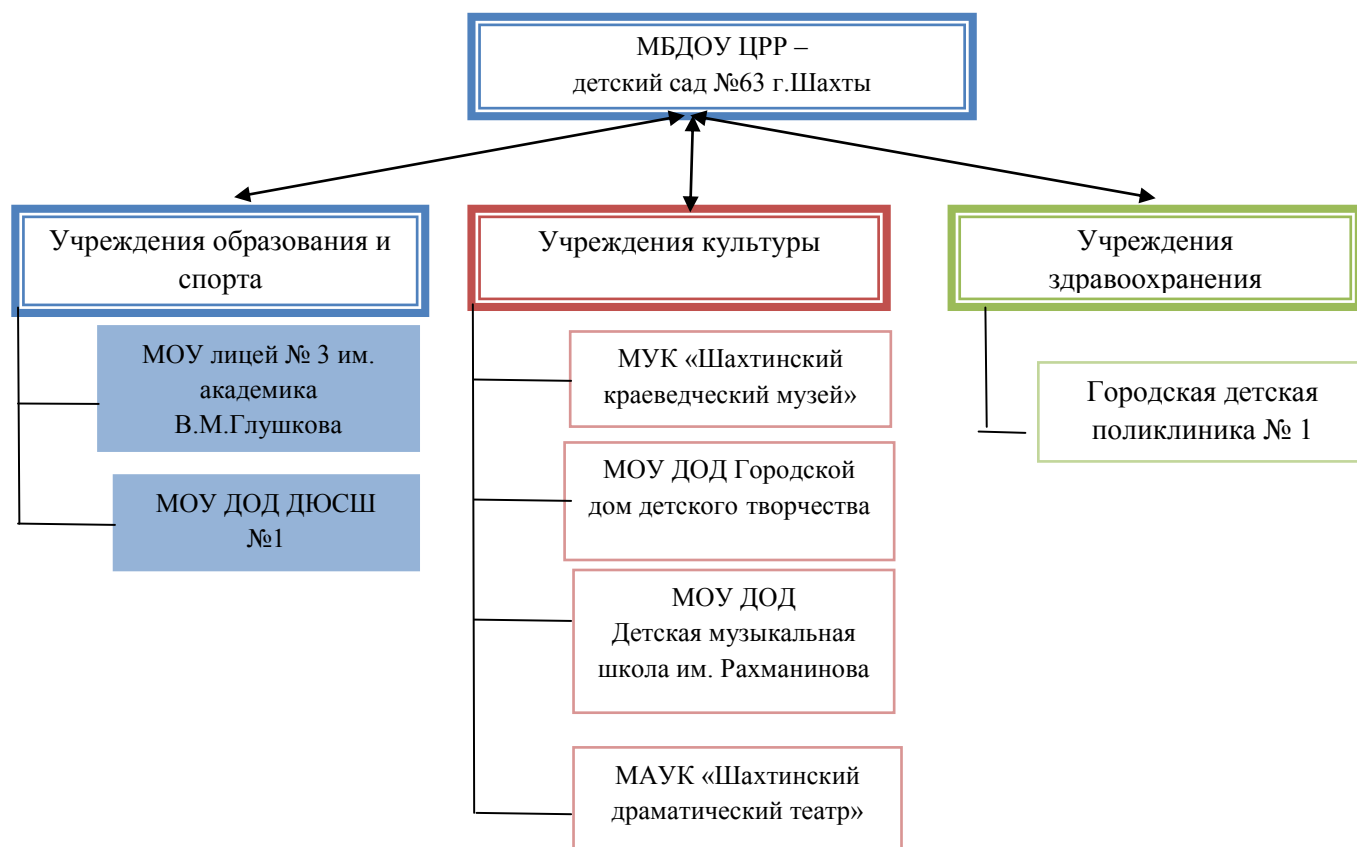 МБДОУ ЦРР –
детский сад №63 г.Шахты
Учреждения образования и
спорта
МОУ лицей № 3 им.
академика
В.М.Глушкова
МОУ ДОД ДЮСШ
№1
Учреждения культуры
МУК «Шахтинский
краеведческий музей»
МОУ ДОД Городской
дом детского творчества
МОУ ДОД
Детская музыкальная
школа им. Рахманинова
МАУК «Шахтинский
драматический театр»
Учреждения
здравоохранения
Городская детская
поликлиника № 1